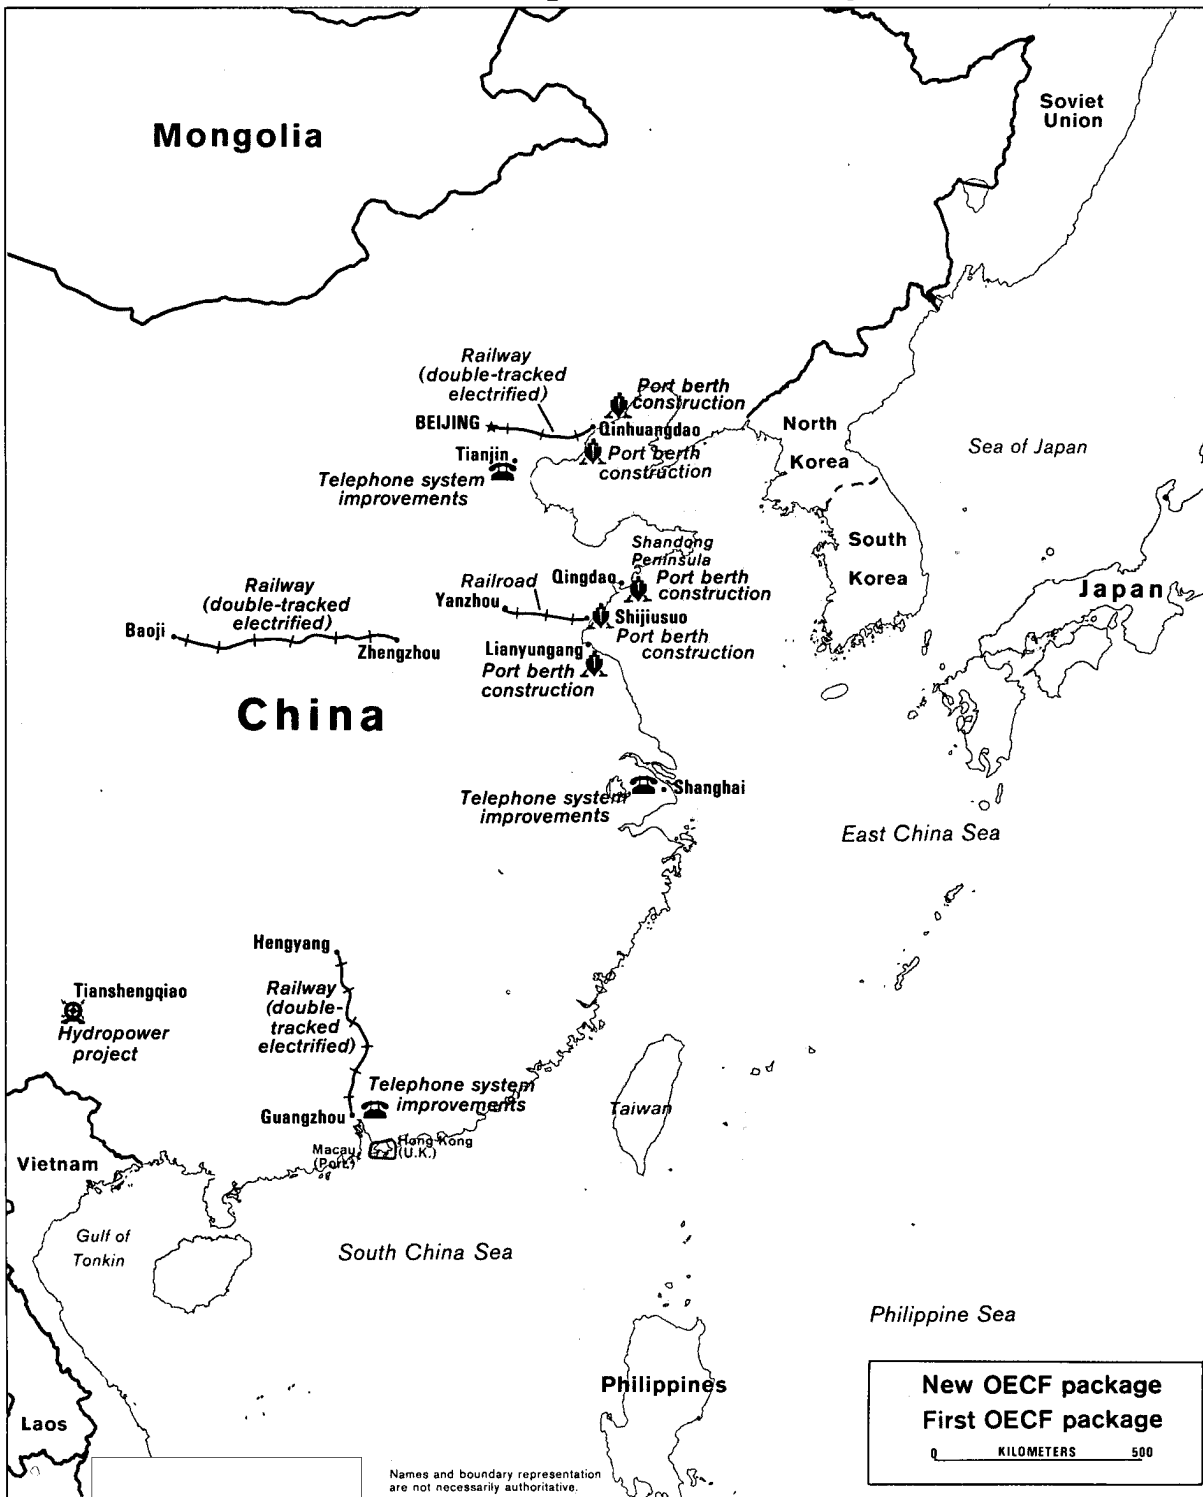 Mongolia
Soviet
Union
Railway
(double-tracked
electrified)
Port berth
construction
BEIJING
Qinhuangdao
North
Korea
Sea of Japan
Tianjin
Port berth
construction
Telephone system
improvements
South
Korea
Shandong
Peninsula
Qingdao
Port berth
construction
Japan
Railway
(double-tracked
electrified)
Railroad
Yanzhou
Shijiusuo
Port berth
construction
Baoji
Zhengzhou
Lianyungang
Port berth
construction
China
Shanghai
Telephone system
improvements
East China Sea
Hengyang
Tianshengqiao
Hydropower
project
Railway
(double-
tracked
electrified)
Telephone system
improvements
Guangzhou
Taiwan
Macau
(Port.)
Hong Kong
(U.K.)
Vietnam
Gulf of
Tonkin
South China Sea
Philippine Sea
Philippines
Laos
New OECF package
First OECF package
0 KILOMETERS 500
Names and boundary representation
are not necessarily authoritative.